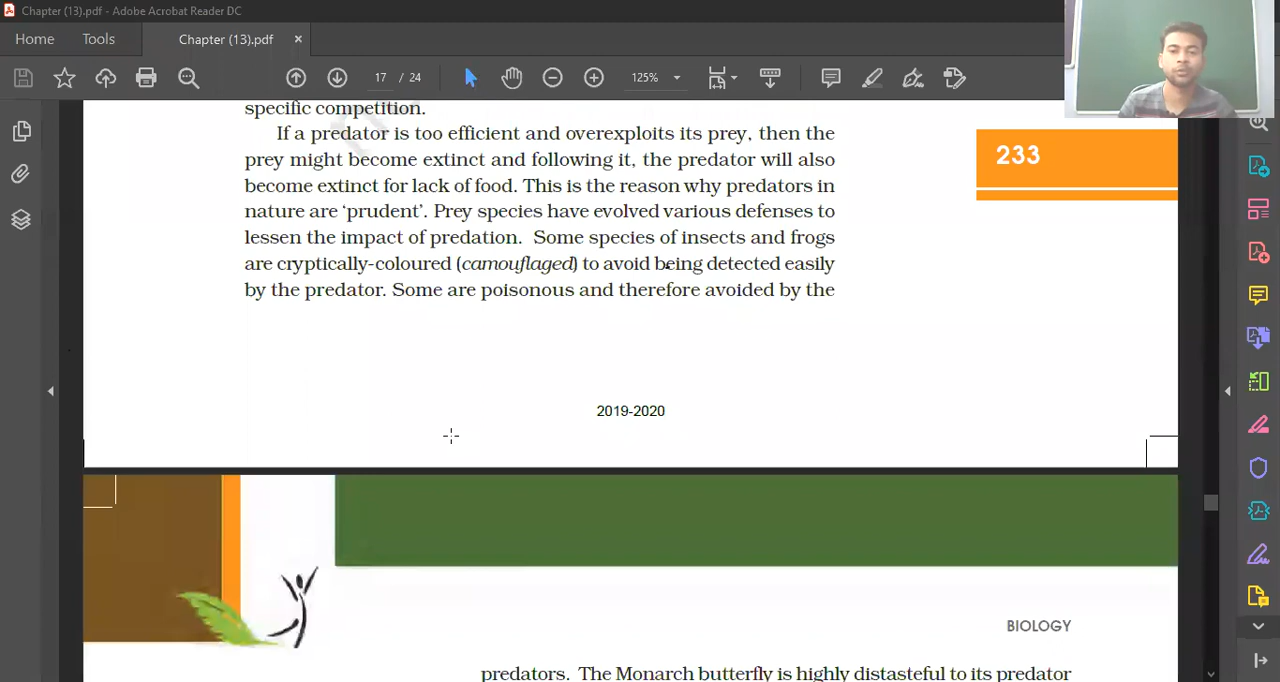 Chapter (13).pdf - Adobe Acrobat Reader DC
Home Tools Chapter (13).pdf ×
17 / 24 125%
specific competition.
If a predator is too efficient and overexploits its prey, then the
prey might become extinct and following it, the predator will also
become extinct for lack of food. This is the reason why predators in
nature are ‘prudent’. Prey species have evolved various defenses to
lessen the impact of predation. Some species of insects and frogs
are cryptically-coloured (camouflaged) to avoid being detected easily
by the predator. Some are poisonous and therefore avoided by the
233
2019-2020
BIOLOGY
predators. The Monarch butterfly is highly distasteful to its predator